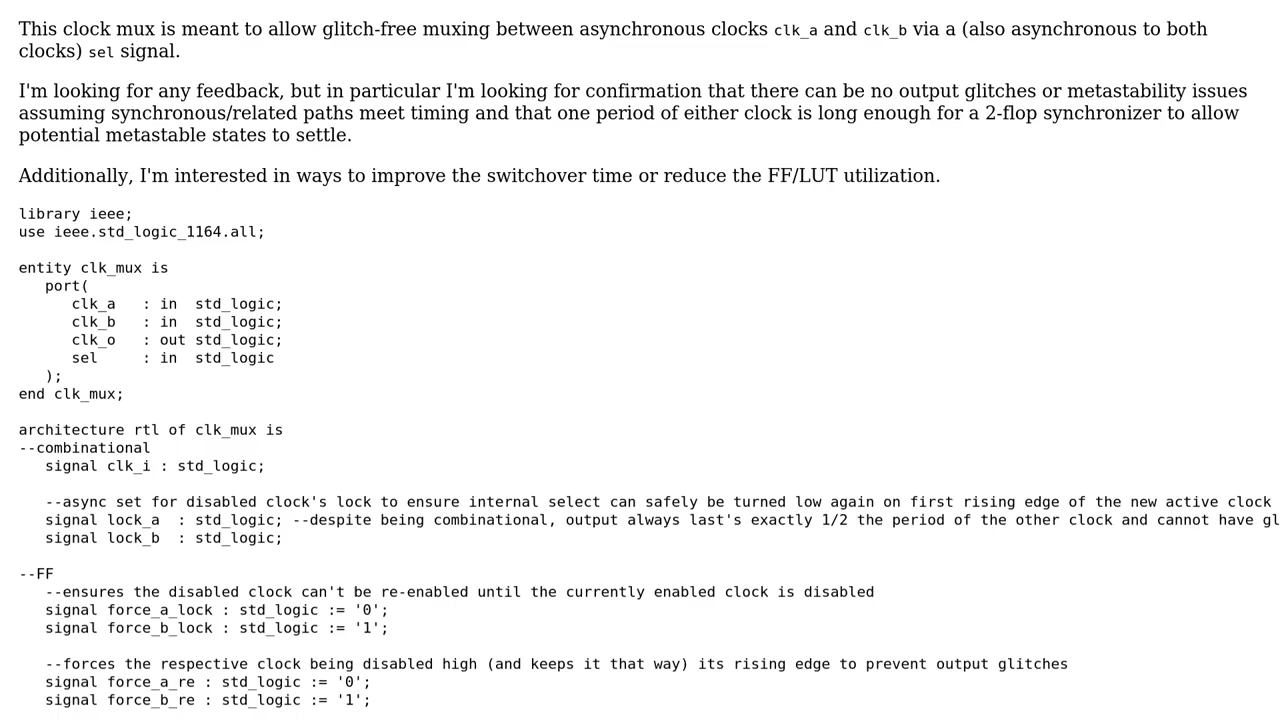 This clock mux is meant to allow glitch-free muxing between asynchronous clocks clk_a and clk_b via a (also asynchronous to both
clocks) sel signal.
I'm looking for any feedback, but in particular I'm looking for confirmation that there can be no output glitches or metastability issues
assuming synchronous/related paths meet timing and that one period of either clock is long enough for a 2-flop synchronizer to allow
potential metastable states to settle.
Additionally, I'm interested in ways to improve the switchover time or reduce the FF/LUT utilization.
library ieee;
use ieee.std_logic_1164.all;
entity clk_mux is
   port(
      clk_a   : in  std_logic;
      clk_b   : in  std_logic;
      clk_o   : out std_logic;
      sel     : in  std_logic
   );
end clk_mux;
architecture rtl of clk_mux is
--combinational
   signal clk_i : std_logic;
   --async set for disabled clock's lock to ensure internal select can safely be turned low again on first rising edge of the new active clock
   signal lock_a  : std_logic; --despite being combinational, output always last's exactly 1/2 the period of the other clock and cannot have gl
   signal lock_b  : std_logic;
--FF
   --ensures the disabled clock can't be re-enabled until the currently enabled clock is disabled
   signal force_a_lock : std_logic := '0';
   signal force_b_lock : std_logic := '1';
   --forces the respective clock being disabled high (and keeps it that way) its rising edge to prevent output glitches
   signal force_a_re : std_logic := '0';
   signal force_b_re : std_logic := '1';